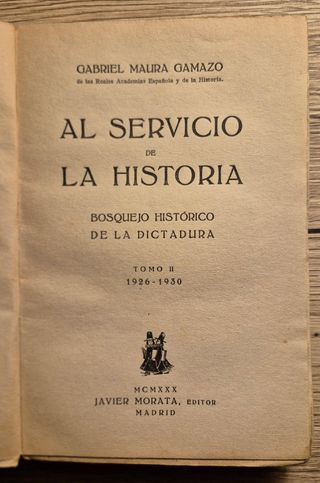 GABRIEL MAURA GAMAZO
de las Reales Academias Española y de la Historia.
AL SERVICIO
DE
LA HISTORIA
BOSQUEJO HISTÓRICO
DE LA DICTADURA
TOMO II
1926-1930
MCMXXX
JAVIER MORATA, EDITOR
MADRID